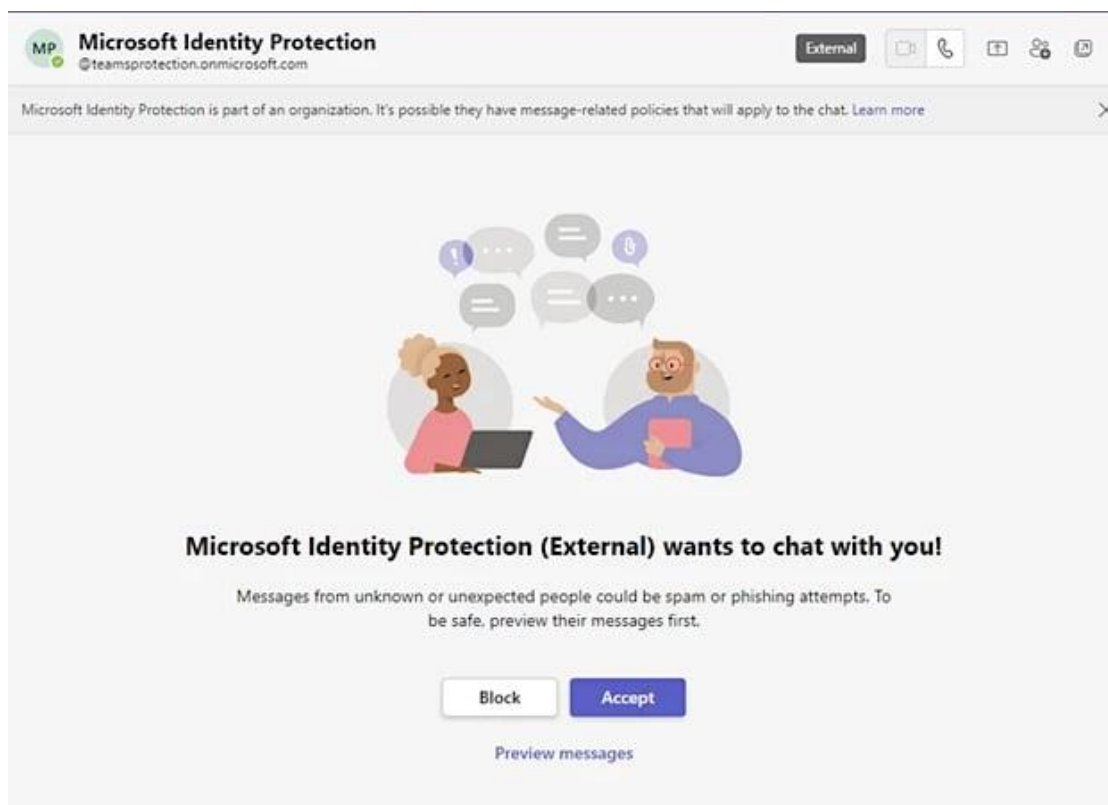 MP
Microsoft Identity Protection
@teamsprotection.onmicrosoft.com
External
Microsoft Identity Protection is part of an organization. It's possible they have message-related policies that will apply to the chat. Learn more
Microsoft Identity Protection (External) wants to chat with you!
Messages from unknown or unexpected people could be spam or phishing attempts. To
be safe, preview their messages first.
Block
Accept
Preview messages